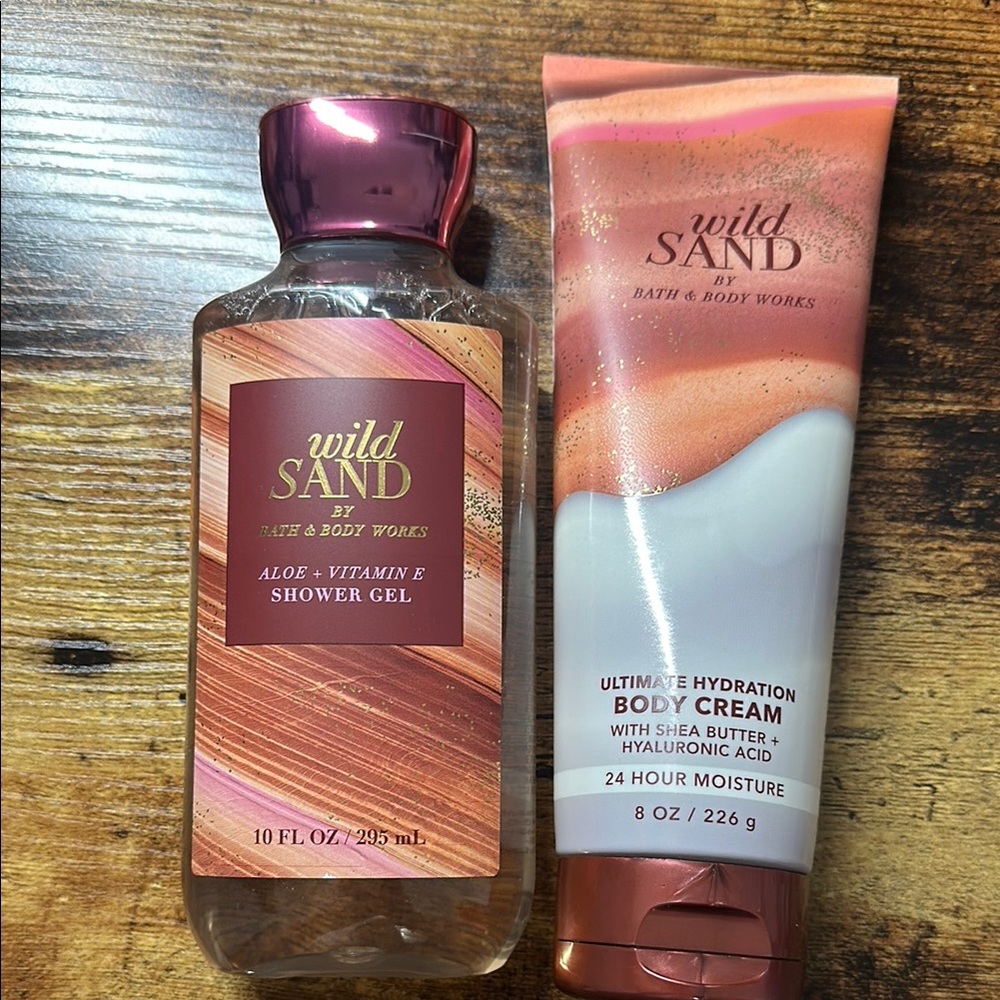 wild
SAND
BY
BATH & BODY WORKS
ALOE + VITAMIN E
SHOWER GEL
10 FL OZ / 295 mL
wild
SAND
BY
BATH & BODY WORKS
ULTIMATE HYDRATION
BODY CREAM
WITH SHEA BUTTER +
HYALURONIC ACID
24 HOUR MOISTURE
8 OZ / 226 g